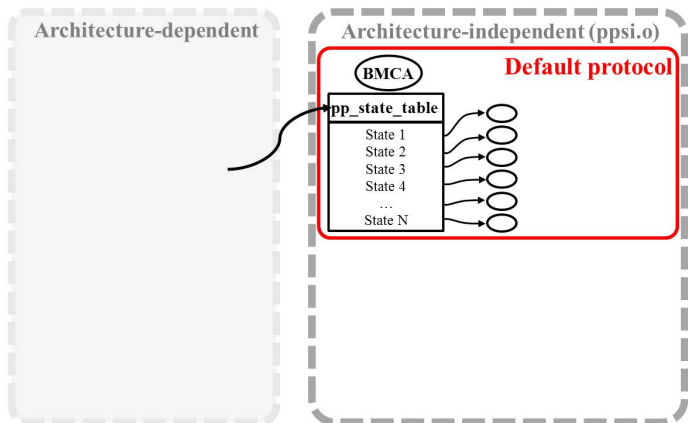 Architecture-dependent
Architecture-independent (ppsi.o)
Default protocol
BMCA
pp_state_table
State 1
State 2
State 3
State 4
...
State N